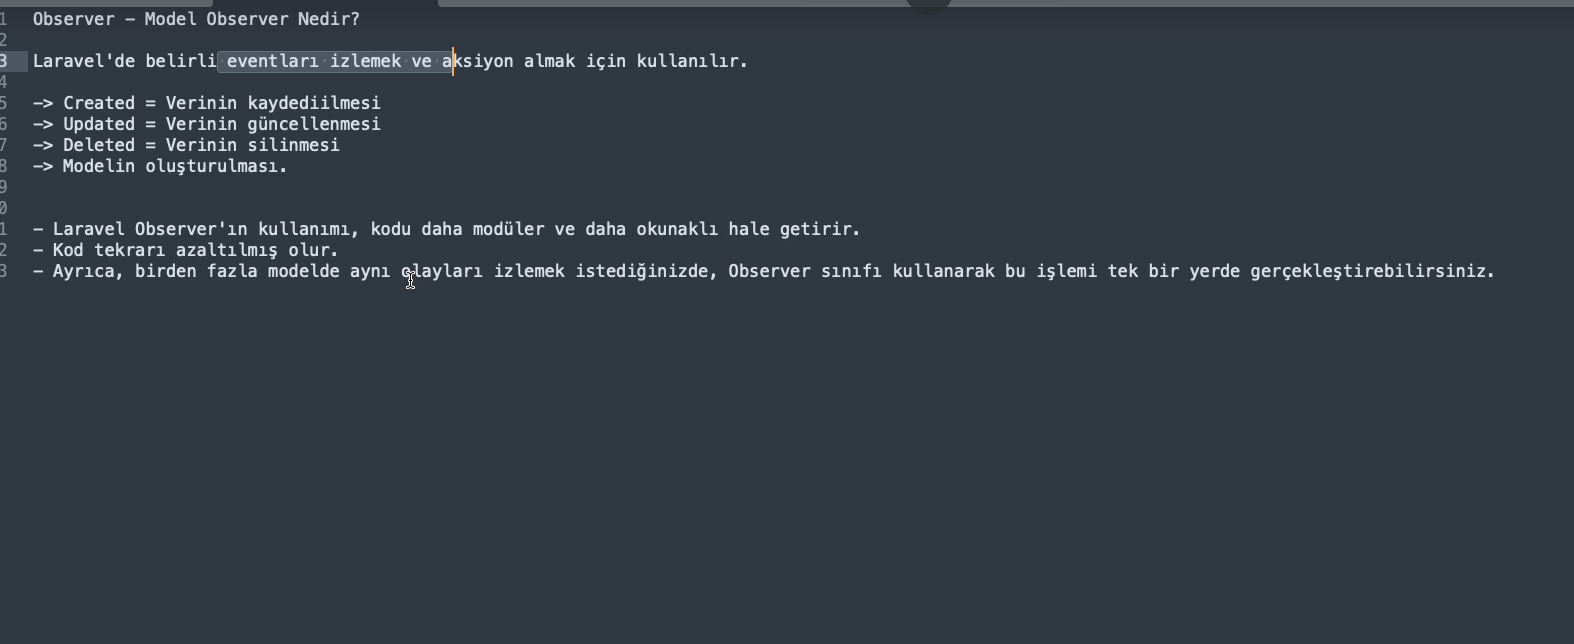 1 Observer - Model Observer Nedir?
2
3 Laravel'de belirli eventları izlemek ve aksiyon almak için kullanılır.
4
5 -> Created = Verinin kaydediilmesi
6 -> Updated = Verinin güncellenmesi
7 -> Deleted = Verinin silinmesi
8 -> Modelin oluşturulması.
9
0
1 - Laravel Observer'ın kullanımı, kodu daha modüler ve daha okunaklı hale getirir.
2 - Kod tekrarı azaltılmış olur.
3 - Ayrıca, birden fazla modelde aynı olayları izlemek istediğinizde, Observer sınıfı kullanarak bu işlemi tek bir yerde gerçekleştirebilirsiniz.